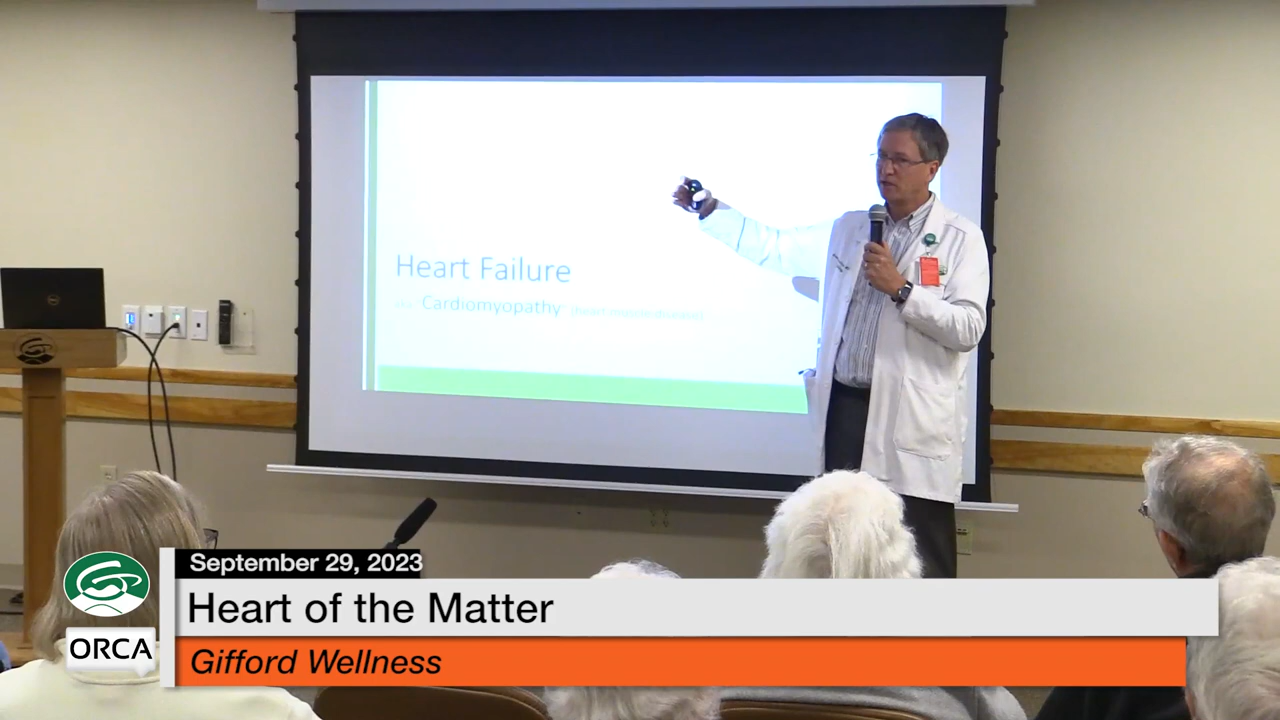 Heart Failure
"Cardiomyopathy"
September 29, 2023
Heart of the Matter
Gifford Wellness
ORCA